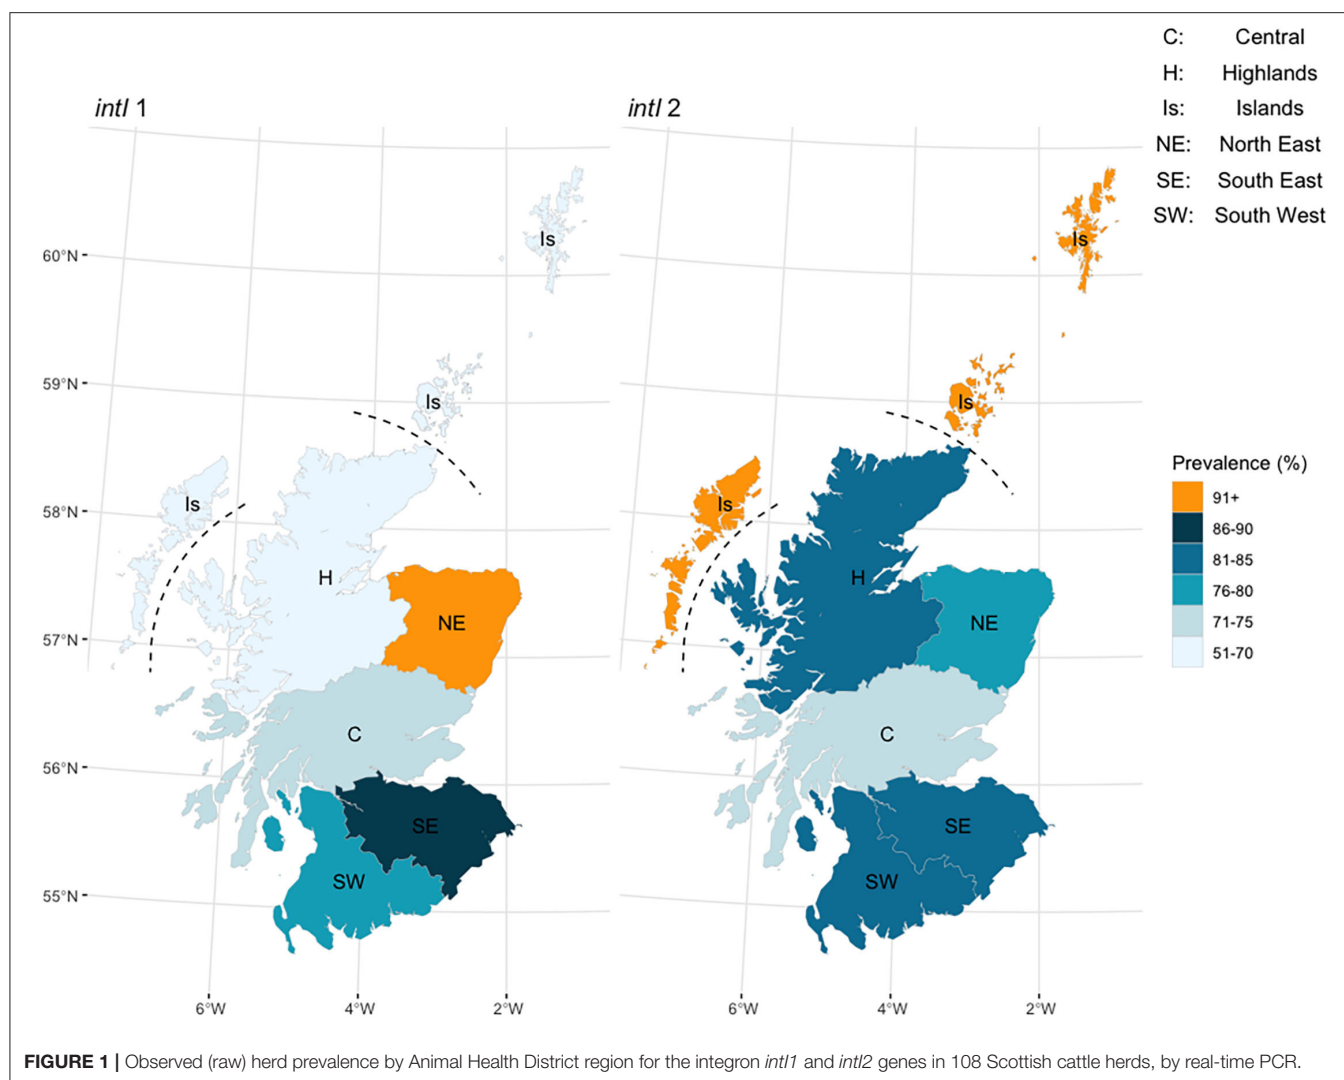 C: Central
H: Highlands
Is: Islands
NE: North East
SE: South East
SW: South West
intI 1
intI 2
60°N
59°N
58°N
57°N
56°N
55°N
Is
Is
Is
H
NE
C
SE
SW
6°W
4°W
2°W
Is
Is
Is
H
NE
C
SE
SW
6°W
4°W
2°W
Prevalence (%)
91+
86-90
81-85
76-80
71-75
51-70
FIGURE 1 | Observed (raw) herd prevalence by Animal Health District region for the integron intI1 and intI2 genes in 108 Scottish cattle herds, by real-time PCR.